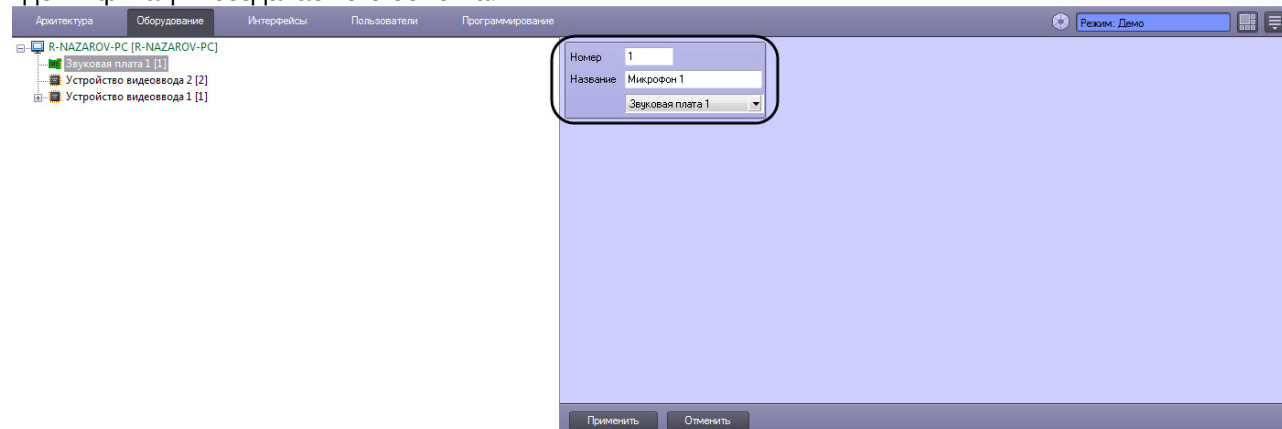 Архитектура Оборудование Интерфейсы Пользователи Программирование Режим: Демо
R-NAZAROV-PC [R-NAZAROV-PC]
Звуковая плата 1 [1]
Устройство видеоввода 2 [2]
Устройство видеоввода 1 [1]
Номер 1
Название Микрофон 1
Звуковая плата 1
Применить Отменить